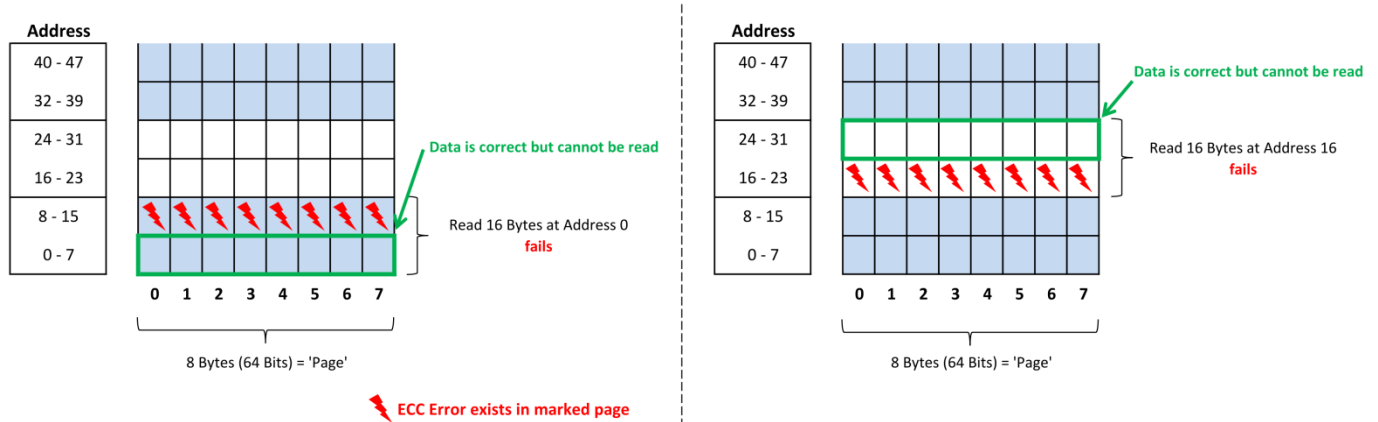 Address
40 - 47
32 - 39
24 - 31
16 - 23
8 - 15
0 - 7
Data is correct but cannot be read
Read 16 Bytes at Address 0
fails
0 1 2 3 4 5 6 7
8 Bytes (64 Bits) = 'Page'
ECC Error exists in marked page
Address
40 - 47
32 - 39
24 - 31
16 - 23
8 - 15
0 - 7
Data is correct but cannot be read
Read 16 Bytes at Address 16
fails
0 1 2 3 4 5 6 7
8 Bytes (64 Bits) = 'Page'